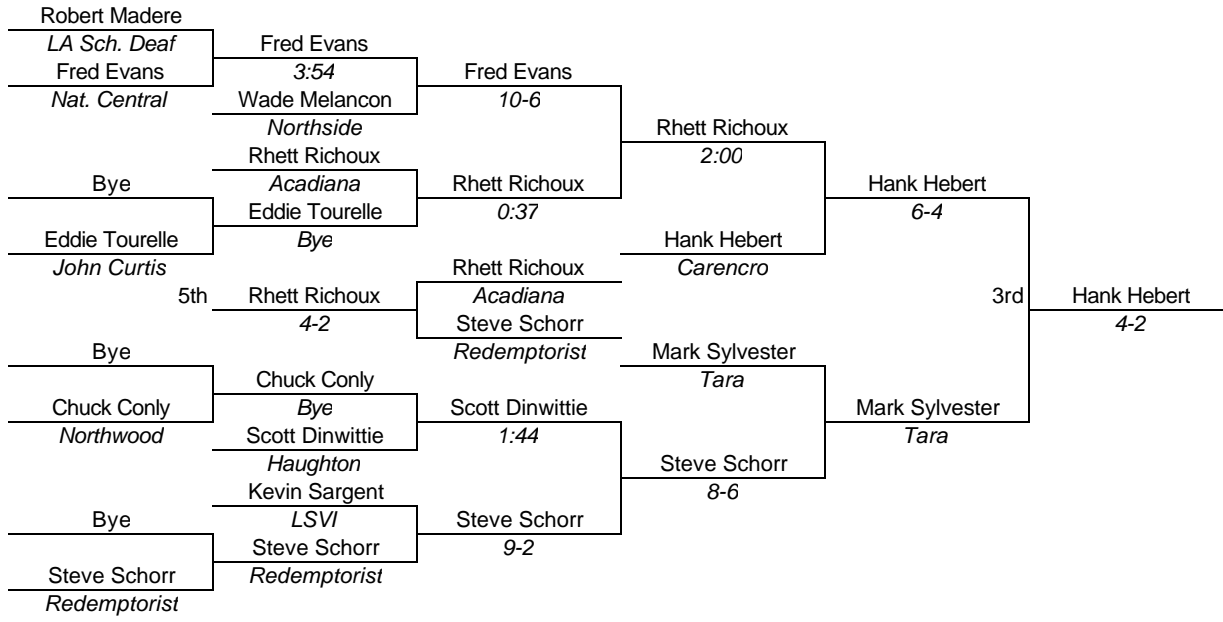 Robert Madere
LA Sch. Deaf
Fred Evans
Fred Evans
3:54
Fred Evans
Nat. Central
Wade Melancon
10-6
Northside
Rhett Richoux
Rhett Richoux
2:00
Bye
Acadiana
Rhett Richoux
Hank Hebert
Eddie Tourelle
0:37
6-4
Eddie Tourelle
Bye
Hank Hebert
John Curtis
Rhett Richoux
Carencro
5th
Rhett Richoux
Acadiana
3rd
Hank Hebert
4-2
Steve Schorr
4-2
Bye
Redemptorist
Mark Sylvester
Chuck Conly
Tara
Chuck Conly
Bye
Scott Dinwittie
Mark Sylvester
Northwood
Scott Dinwittie
1:44
Tara
Haughton
Steve Schorr
Kevin Sargent
8-6
Bye
LSVI
Steve Schorr
Steve Schorr
9-2
Steve Schorr
Redemptorist
Redemptorist